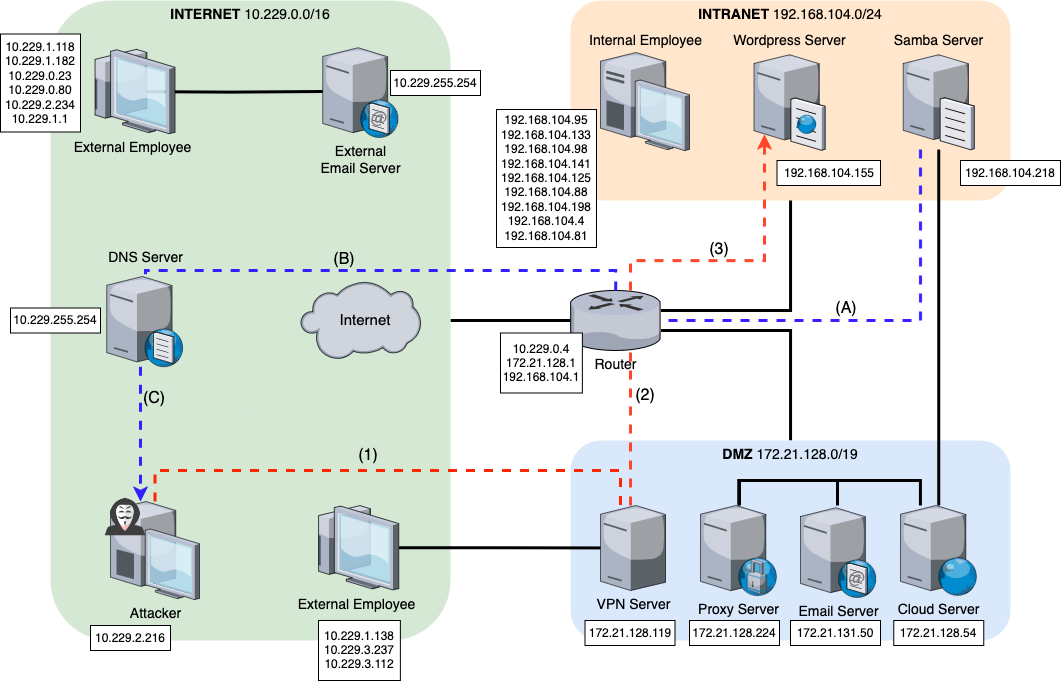 INTERNET 10.229.0.0/16
10.229.1.118
10.229.1.182
10.229.0.23
10.229.0.80
10.229.2.234
10.229.1.1
External Employee
10.229.255.254
External
Email Server
INTRANET 192.168.104.0/24
Internal Employee
Wordpress Server
Samba Server
192.168.104.95
192.168.104.133
192.168.104.98
192.168.104.141
192.168.104.125
192.168.104.88
192.168.104.198
192.168.104.4
192.168.104.81
192.168.104.155
192.168.104.218
DNS Server
10.229.255.254
(B)
(3)
(A)
Internet
Router
10.229.0.4
172.21.128.1
192.168.104.1
(C)
(2)
(1)
DMZ 172.21.128.0/19
Attacker
10.229.2.216
External Employee
10.229.1.138
10.229.3.237
10.229.3.112
VPN Server
172.21.128.119
Proxy Server
172.21.128.224
Email Server
172.21.131.50
Cloud Server
172.21.128.54